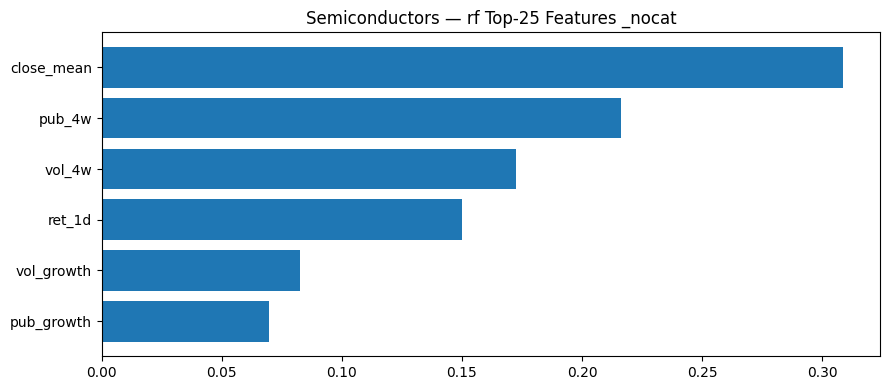 Semiconductors — rf Top-25 Features _nocat
close_mean
pub_4w
vol_4w
ret_1d
vol_growth
pub_growth
0.00 0.05 0.10 0.15 0.20 0.25 0.30